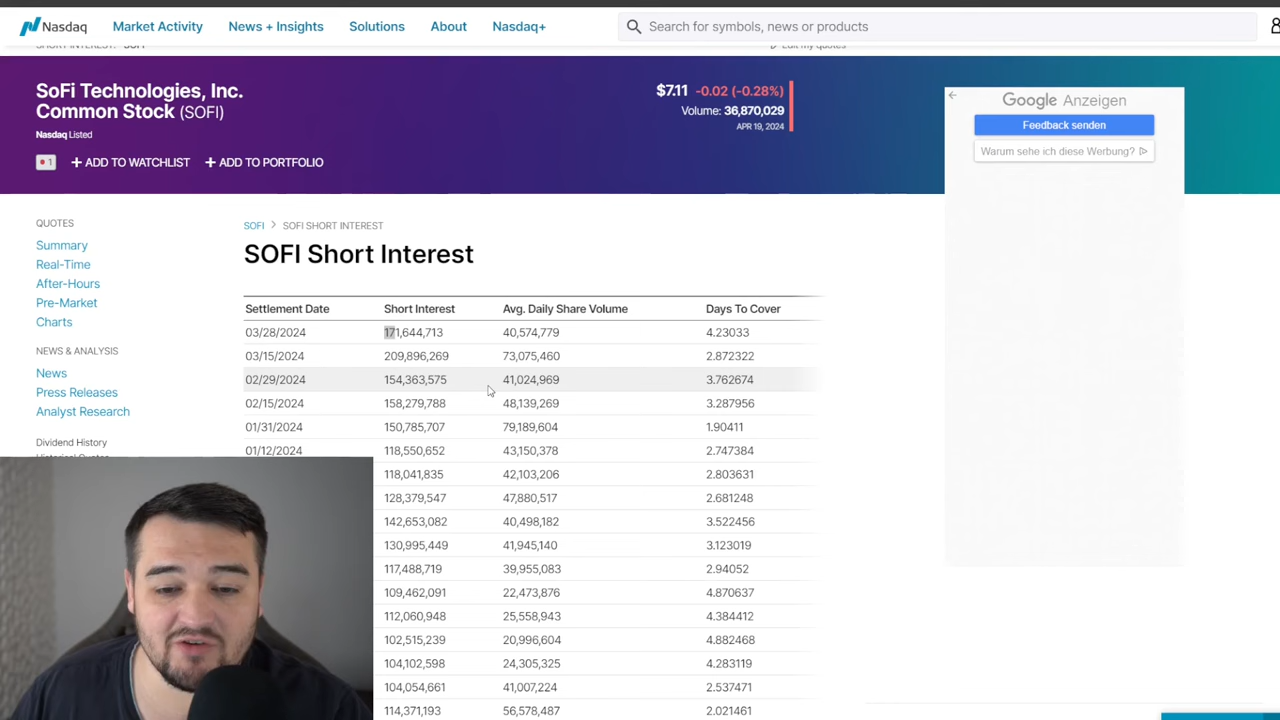 Nasdaq Market Activity News + Insights Solutions About Nasdaq+ Search for symbols, news or products
SHORT INTEREST: SOFI Edit my quotes
SoFi Technologies, Inc.
Common Stock (SOFI)
Nasdaq Listed
1 + ADD TO WATCHLIST + ADD TO PORTFOLIO
$7.11 -0.02 (-0.28%)
Volume: 36,870,029
APR 19, 2024
Google Anzeigen
Feedback senden
Warum sehe ich diese Werbung?
QUOTES
Summary
Real-Time
After-Hours
Pre-Market
Charts
NEWS & ANALYSIS
News
Press Releases
Analyst Research
Dividend History
Historical Quotes
SOFI > SOFI SHORT INTEREST
SOFI Short Interest
Settlement Date Short Interest Avg. Daily Share Volume Days To Cover
03/28/2024 171,644,713 40,574,779 4.23033
03/15/2024 209,896,269 73,075,460 2.872322
02/29/2024 154,363,575 41,024,969 3.762674
02/15/2024 158,279,788 48,139,269 3.287956
01/31/2024 150,785,707 79,189,604 1.90411
01/12/2024 118,550,652 43,150,378 2.747384
118,041,835 42,103,206 2.803631
128,379,547 47,880,517 2.681248
142,653,082 40,498,182 3.522456
130,995,449 41,945,140 3.123019
117,488,719 39,955,083 2.94052
109,462,091 22,473,876 4.870637
112,060,948 25,558,943 4.384412
102,515,239 20,996,604 4.882468
104,102,598 24,305,325 4.283119
104,054,661 41,007,224 2.537471
114,371,193 56,578,487 2.021461